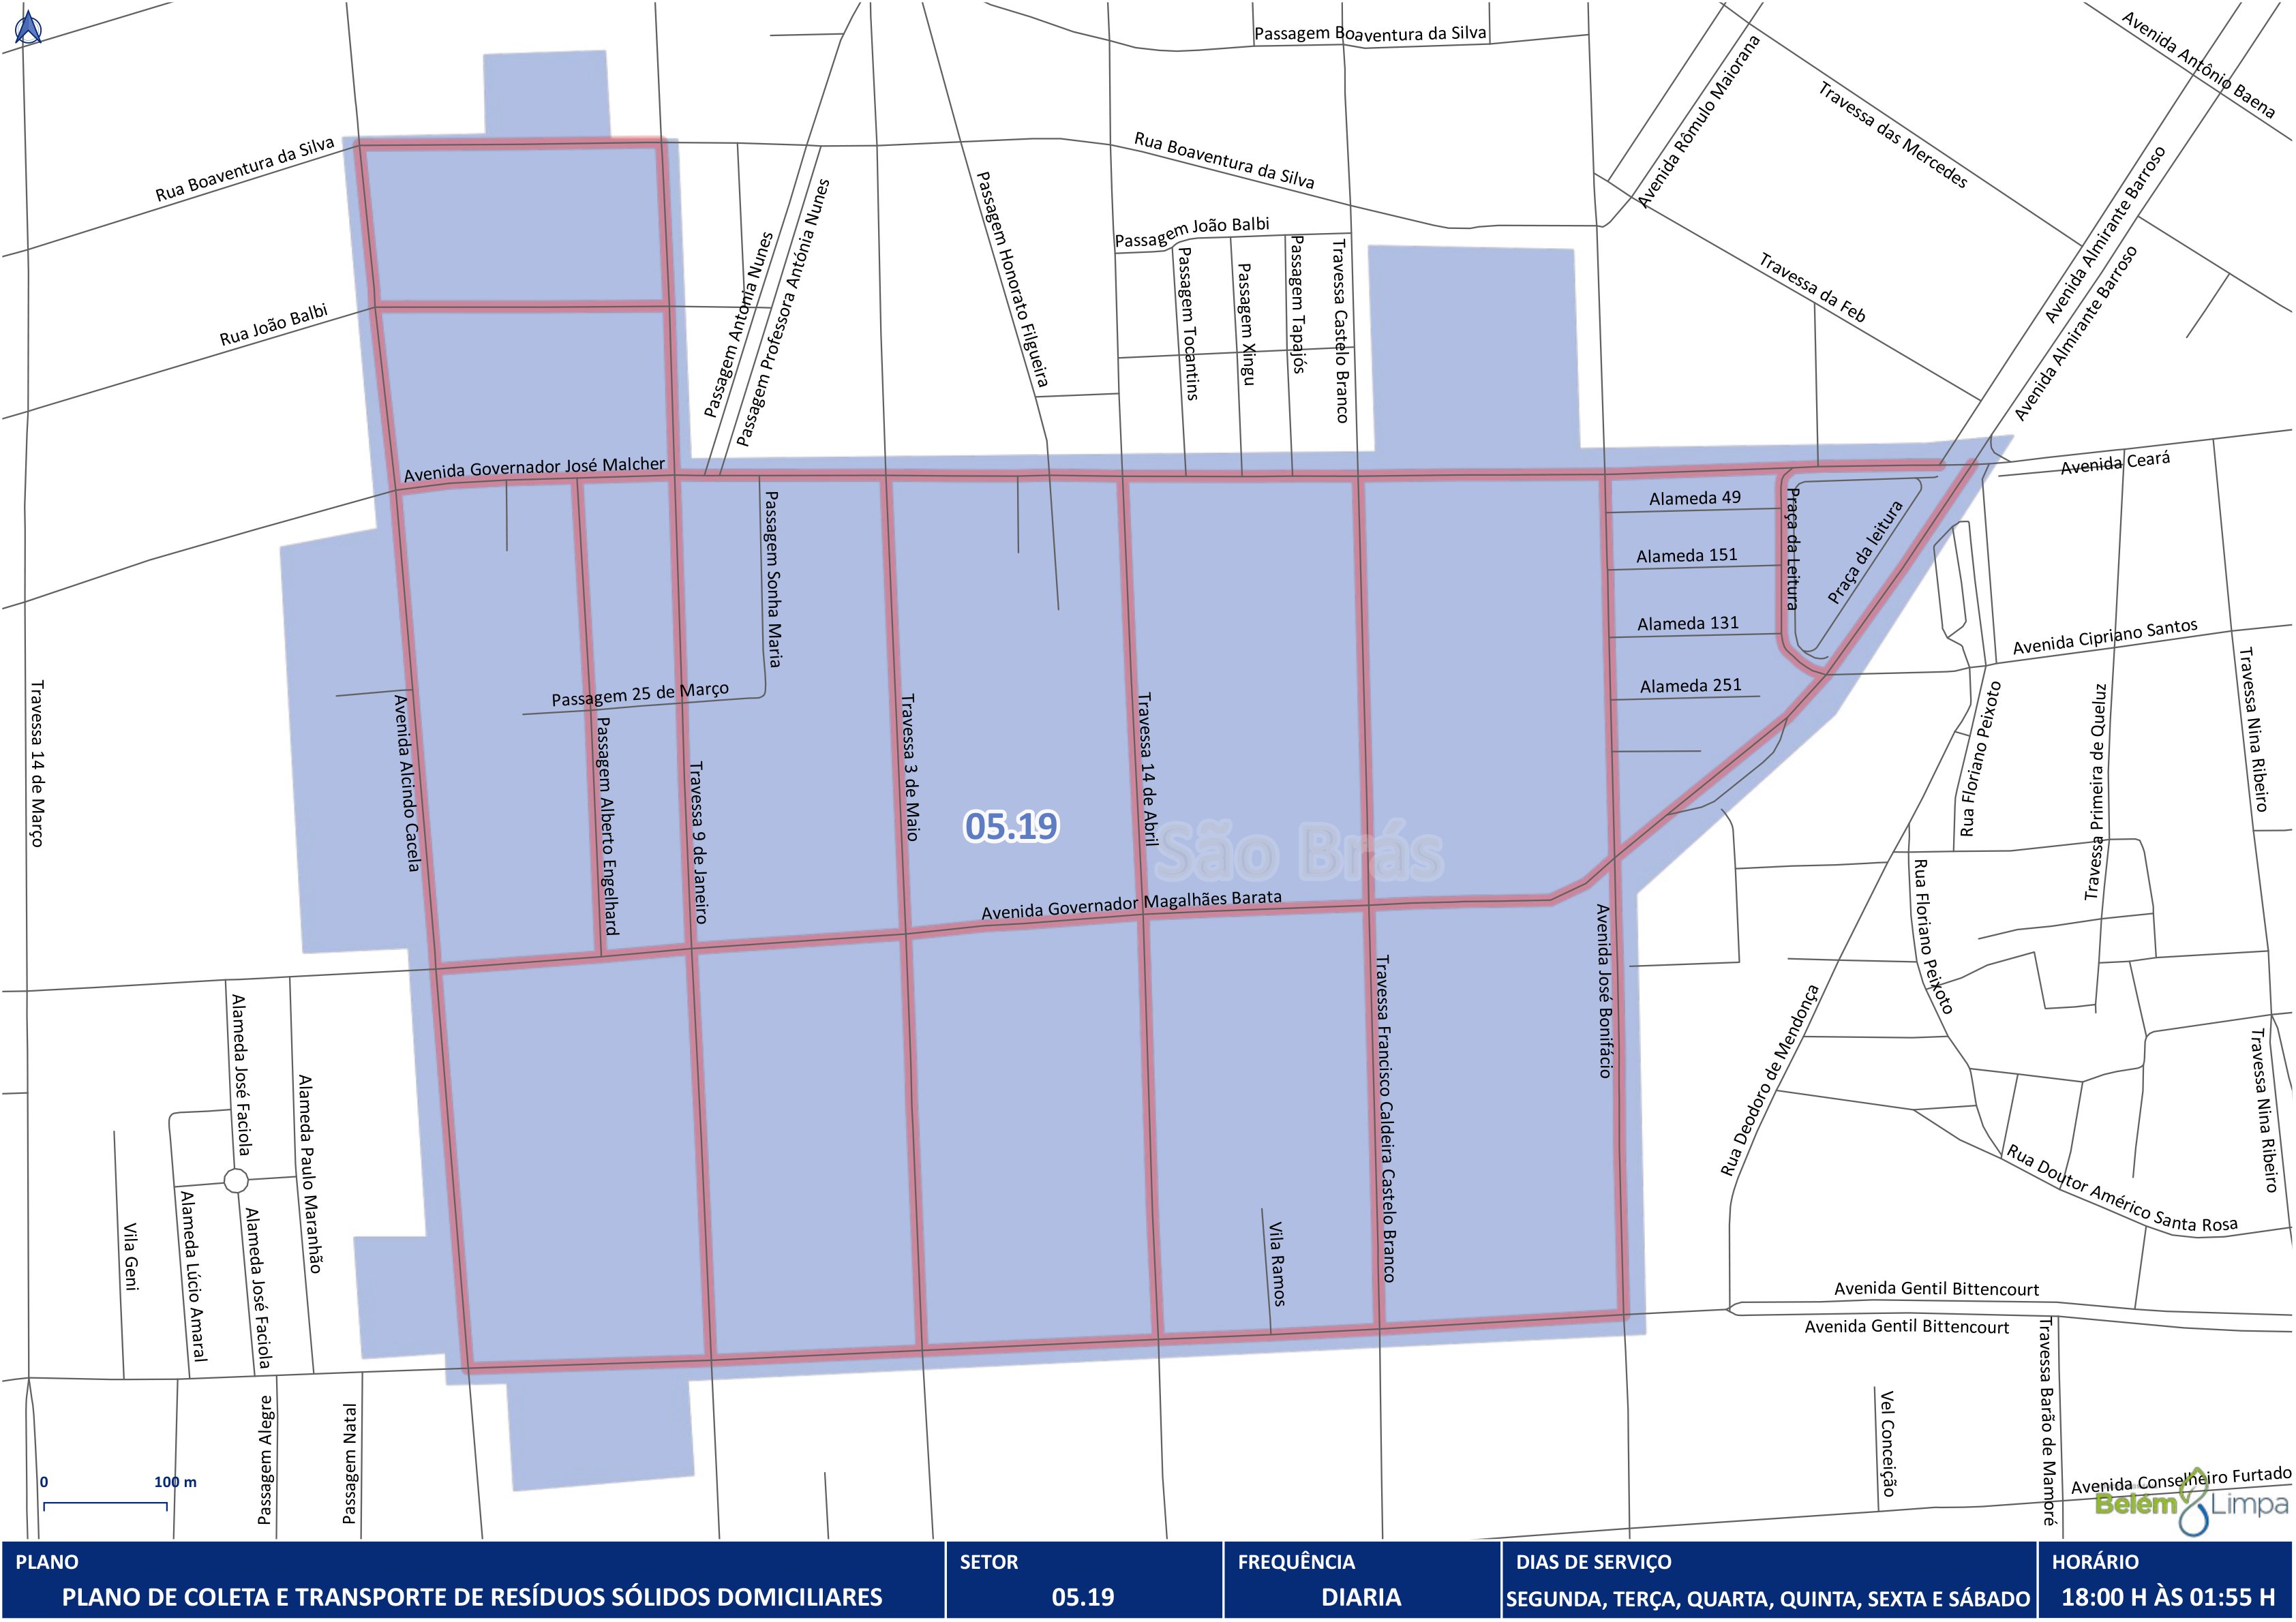 Passagem Boaventura da Silva
Avenida Antônio Baena
Avenida Rômulo Maiorana
Travessa das Mercedes
Rua Boaventura da Silva
Rua Boaventura da Silva
Avenida Almirante Barroso
Avenida Almirante Barroso
Travessa da Feb
Passagem Honorato Filgueira
Passagem Antonia Nunes
Passagem Professora Antónia Nunes
Passagem João Balbi
Passagem Tocantins
Passagem Xingu
Passagem Tapajós
Travessa Castelo Branco
Rua João Balbi
Avenida Governador José Malcher
Avenida Ceará
Alameda 49
Praça da Leitura
Praça da leitura
Alameda 151
Alameda 131
Alameda 251
Passagem Sonha Maria
Passagem 25 de Março
Avenida Cipriano Santos
Travessa 14 de Março
Avenida Alcindo Cacela
Passagem Alberto Engelhard
Travessa 9 de Janeiro
Travessa 3 de Maio
Travessa 14 de Abril
05.19
São Brás
Avenida Governador Magalhães Barata
Rua Floriano Peixoto
Travessa Primeira de Queluz
Travessa Nina Ribeiro
Rua Floriano Peixoto
Avenida José Bonifácio
Travessa Francisco Caldeira Castelo Branco
Rua Deodoro de Mendonça
Travessa Nina Ribeiro
Rua Doutor Américo Santa Rosa
Alameda José Faciola
Alameda Paulo Maranhão
Vila Geni
Alameda Lúcio Amaral
Alameda José Faciola
Vila Ramos
Avenida Gentil Bittencourt
Avenida Gentil Bittencourt
Travessa Barão de Mamoré
Vel Conceição
Passagem Alegre
Passagem Natal
Avenida Conselheiro Furtado
0 100 m
Belém Limpa
PLANO
PLANO DE COLETA E TRANSPORTE DE RESÍDUOS SÓLIDOS DOMICILIARES
SETOR
05.19
FREQUÊNCIA
DIARIA
DIAS DE SERVIÇO
SEGUNDA, TERÇA, QUARTA, QUINTA, SEXTA E SÁBADO
HORÁRIO
18:00 H ÀS 01:55 H